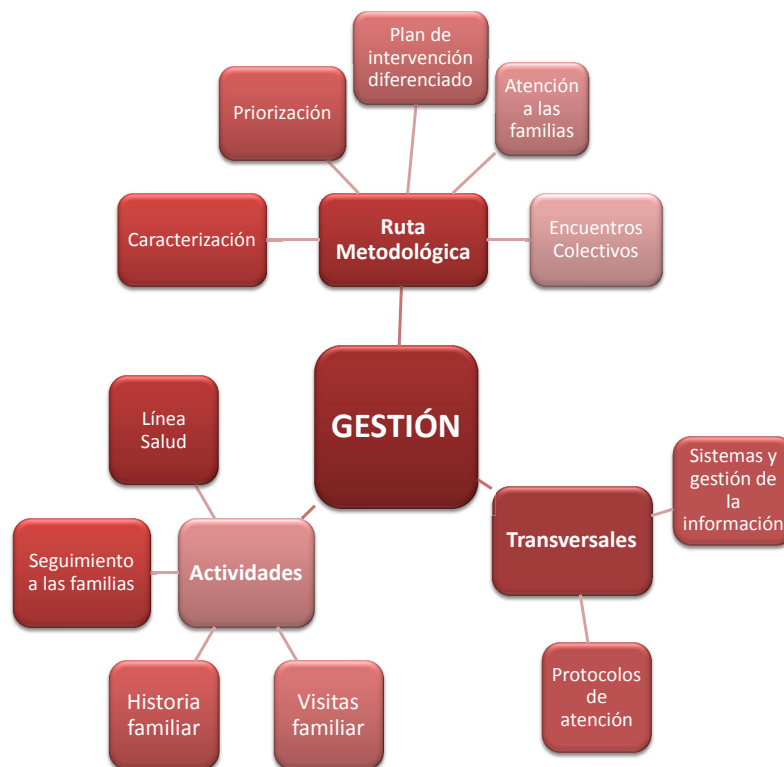 Plan de
intervención
diferenciado
Atención
a las
familias
Priorización
Caracterización
Ruta
Metodológica
Encuentros
Colectivos
GESTIÓN
Línea
Salud
Sistemas y
gestión de
la
información
Transversales
Seguimiento
a las familias
Actividades
Historia
familiar
Visitas
familiar
Protocolos
de
atención